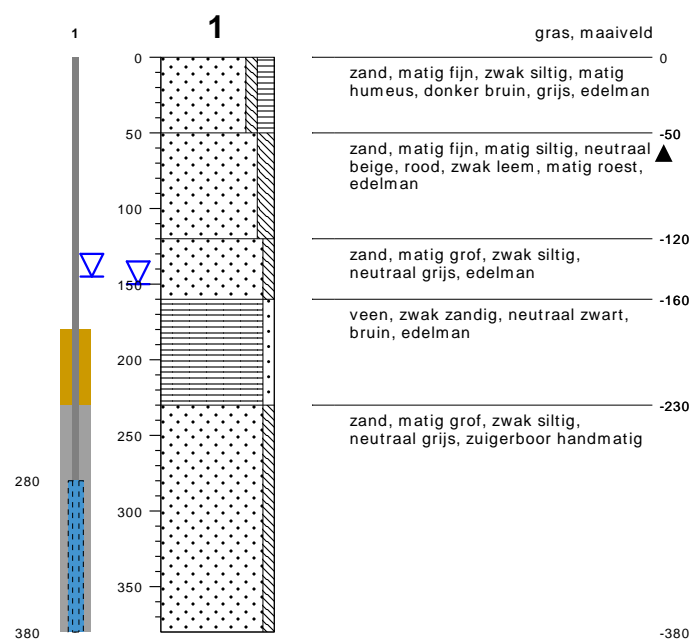 1
1
gras, maaiveld
0
0
zand, matig fijn, zwak siltig, matig
humeus, donker bruin, grijs, edelman
50
-50
zand, matig fijn, matig siltig, neutraal
beige, rood, zwak leem, matig roest,
edelman
100
-120
zand, matig grof, zwak siltig,
neutraal grijs, edelman
150
-160
veen, zwak zandig, neutraal zwart,
bruin, edelman
200
-230
zand, matig grof, zwak siltig,
neutraal grijs, zuigerboor handmatig
250
280
300
350
380
-380